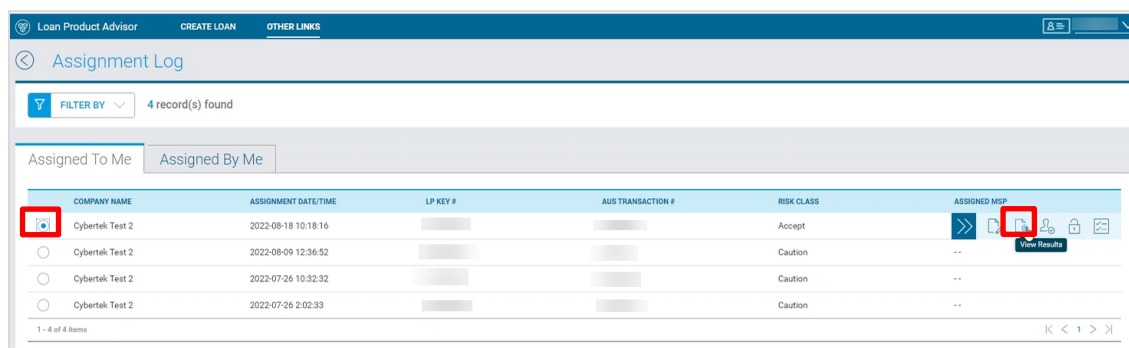 Loan Product Advisor CREATE LOAN OTHER LINKS
Assignment Log
FILTER BY 4 record(s) found
Assigned To Me Assigned By Me
COMPANY NAME ASSIGNMENT DATE/TIME LP KEY # AUS TRANSACTION # RISK CLASS ASSIGNED MSP
Cybertek Test 2 2022-08-18 10:18:16 Accept
View Results
Cybertek Test 2 2022-08-09 12:36:52 Caution --
Cybertek Test 2 2022-07-26 10:32:32 Caution --
Cybertek Test 2 2022-07-26 2:02:33 Caution --
1 - 4 of 4 items 1